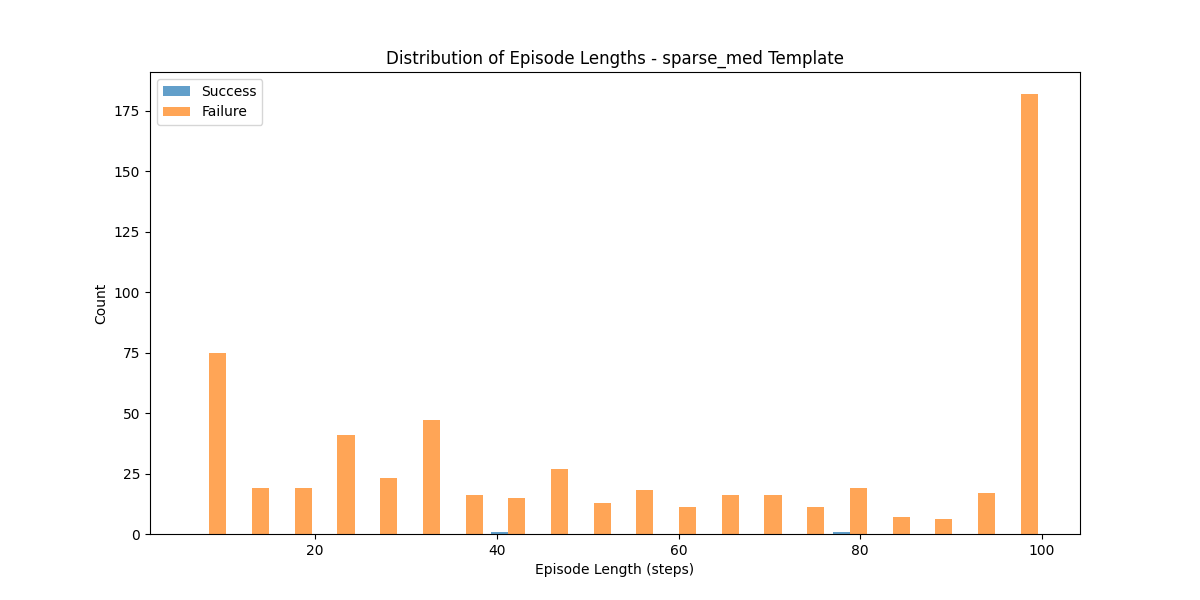 Distribution of Episode Lengths - sparse_med Template
Success
Failure
175
150
125
100
75
50
25
0
Count
20
40
60
80
100
Episode Length (steps)